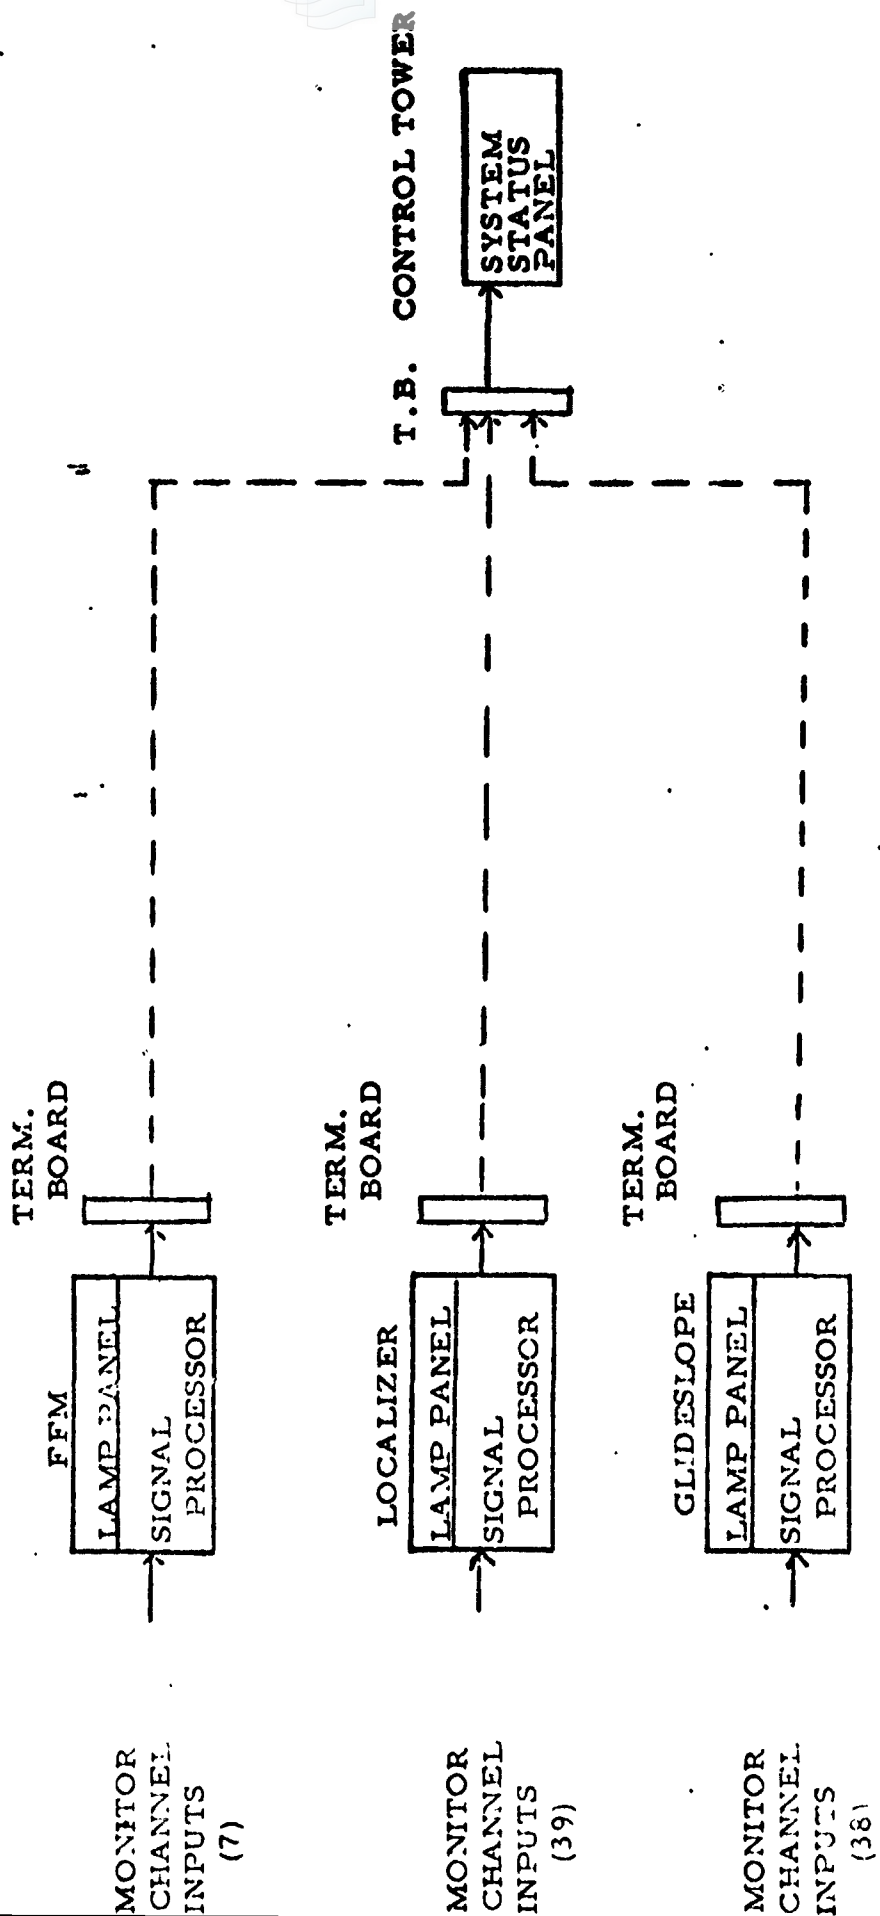 FFM
LAMP PANEL
SIGNAL
PROCESSOR
TERM.
BOARD
MONITOR
CHANNEL
INPUTS
(7)
T.B. CONTROL TOWER
SYSTEM
STATUS
PANEL
LOCALIZER
LAMP PANEL
SIGNAL
PROCESSOR
TERM.
BOARD
MONITOR
CHANNEL
INPUTS
(39)
GLIDESLOPE
LAMP PANEL
SIGNAL
PROCESSOR
TERM.
BOARD
MONITOR
CHANNEL
INPUTS
(38)